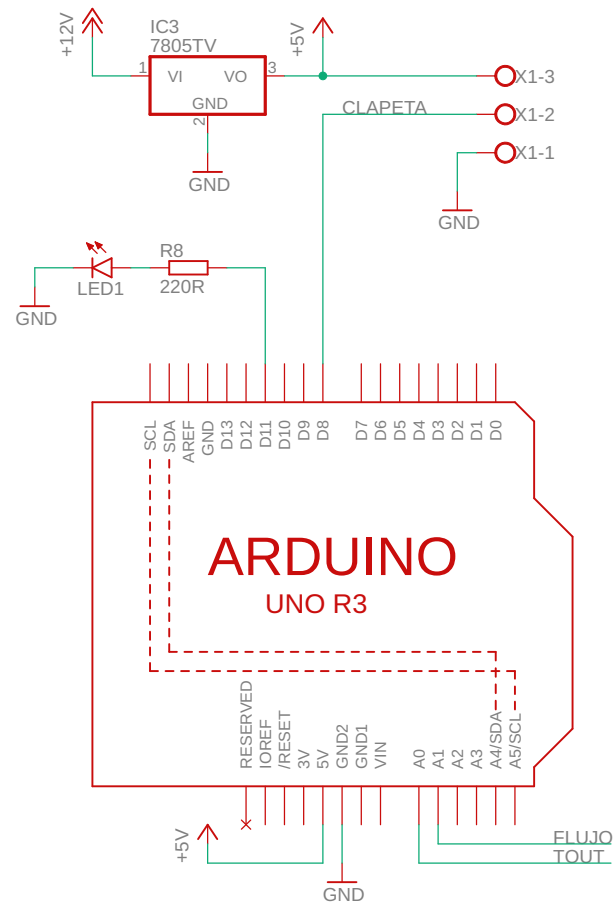 +12V
IC3
7805TV
+5V
1
VI
VO
3
GND
2
GND
X1-3
CLAPETA
X1-2
X1-1
GND
R8
220R
LED1
GND
SCL
SDA
AREF
GND
D13
D12
D11
D10
D9
D8
D7
D6
D5
D4
D3
D2
D1
D0
ARDUINO
UNO R3
RESERVED
IOREF
/RESET
3V
5V
GND2
GND1
VIN
A0
A1
A2
A3
A4/SDA
A5/SCL
+5V
GND
FLUJO
TOUT